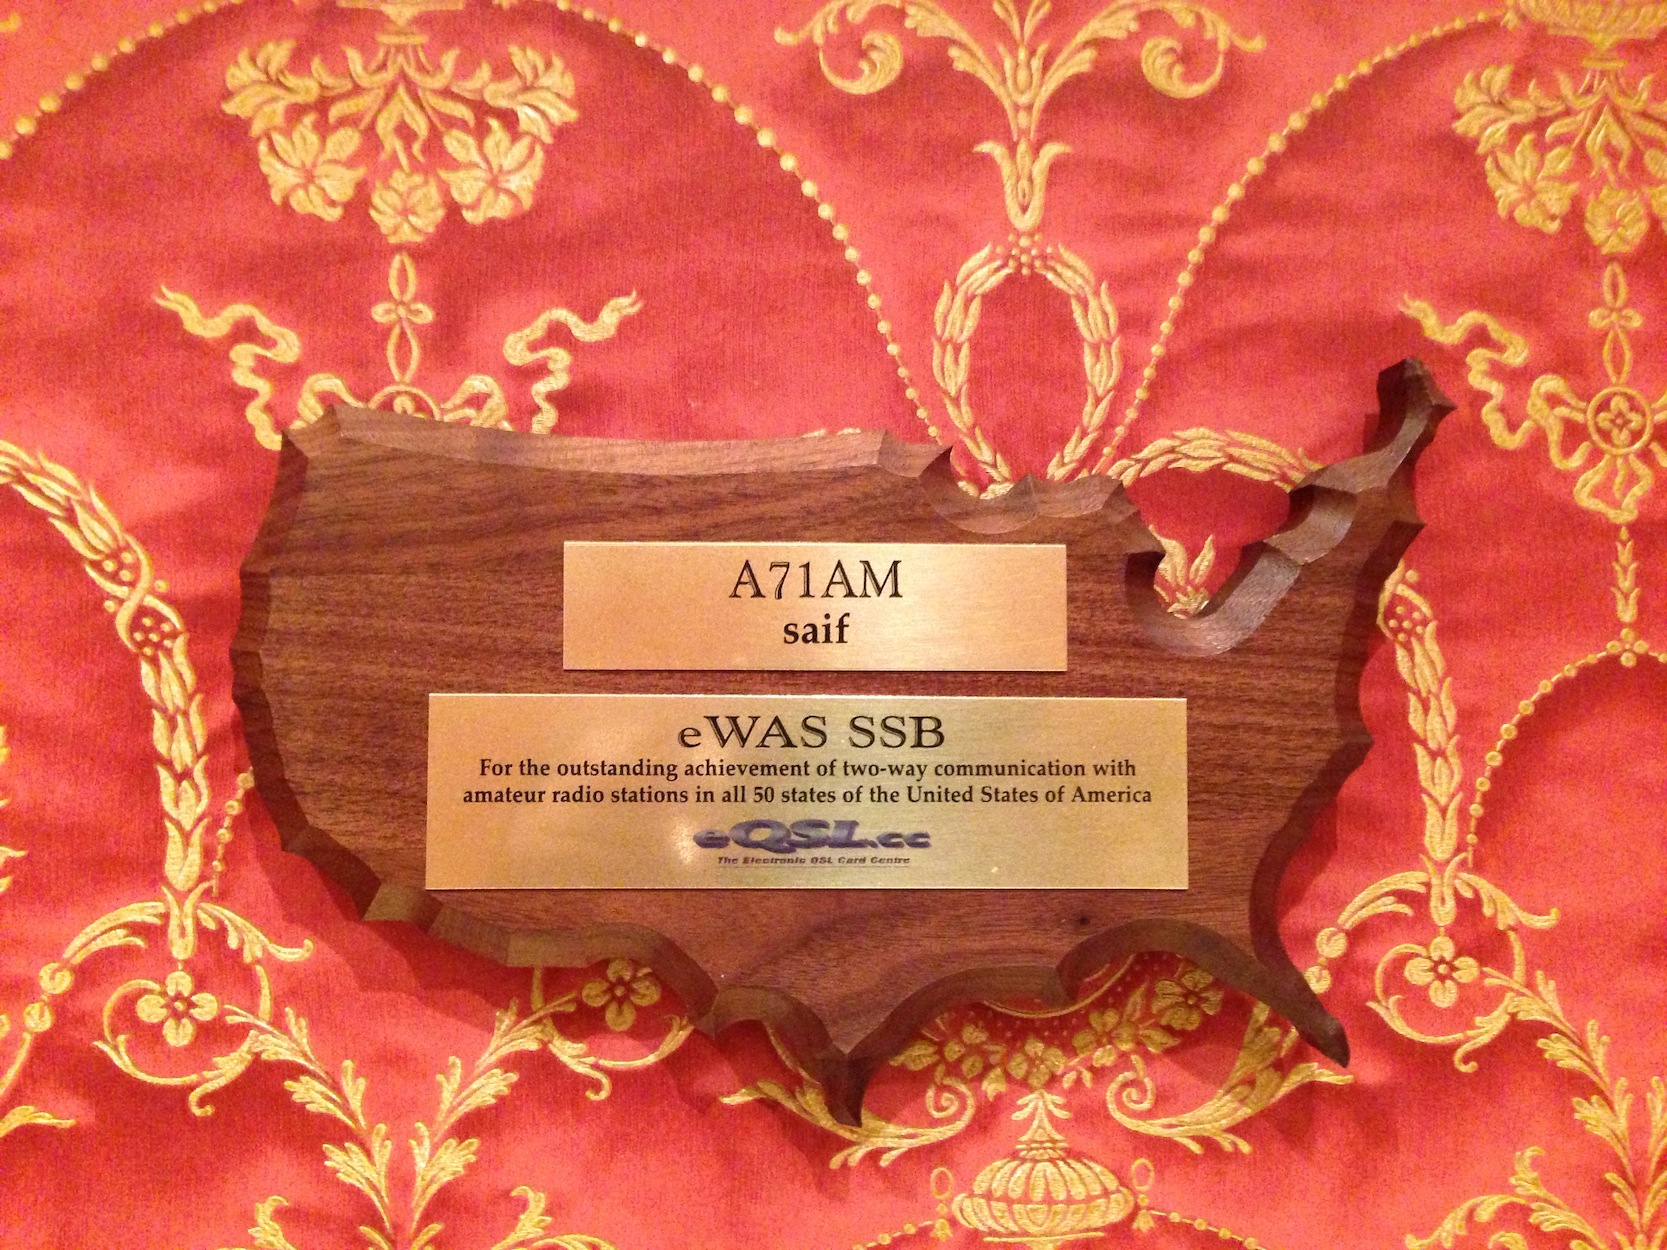 A71AM
saif
eWAS SSB
For the outstanding achievement of two-way communication with
amateur radio stations in all 50 states of the United States of America
eQSL.cc
The Electronic QSL Card Centre